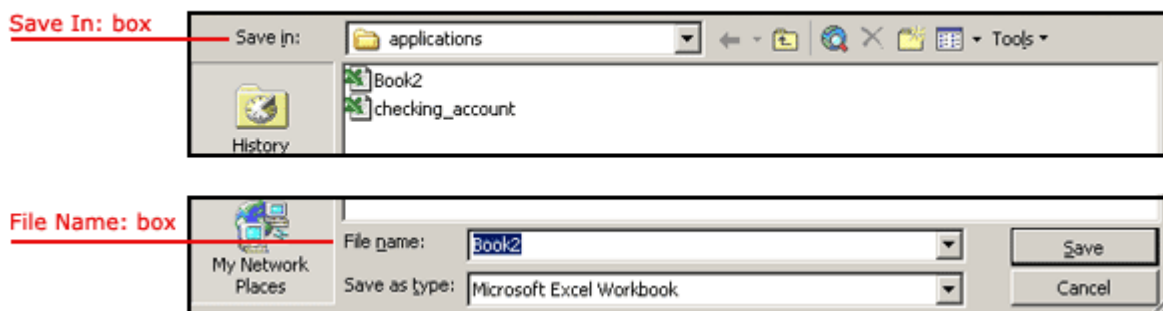 Save In: box
Save in:
applications
Tools
Book2
checking_account
History
File Name: box
File name:
Book2
Save
My Network
Places
Save as type:
Microsoft Excel Workbook
Cancel